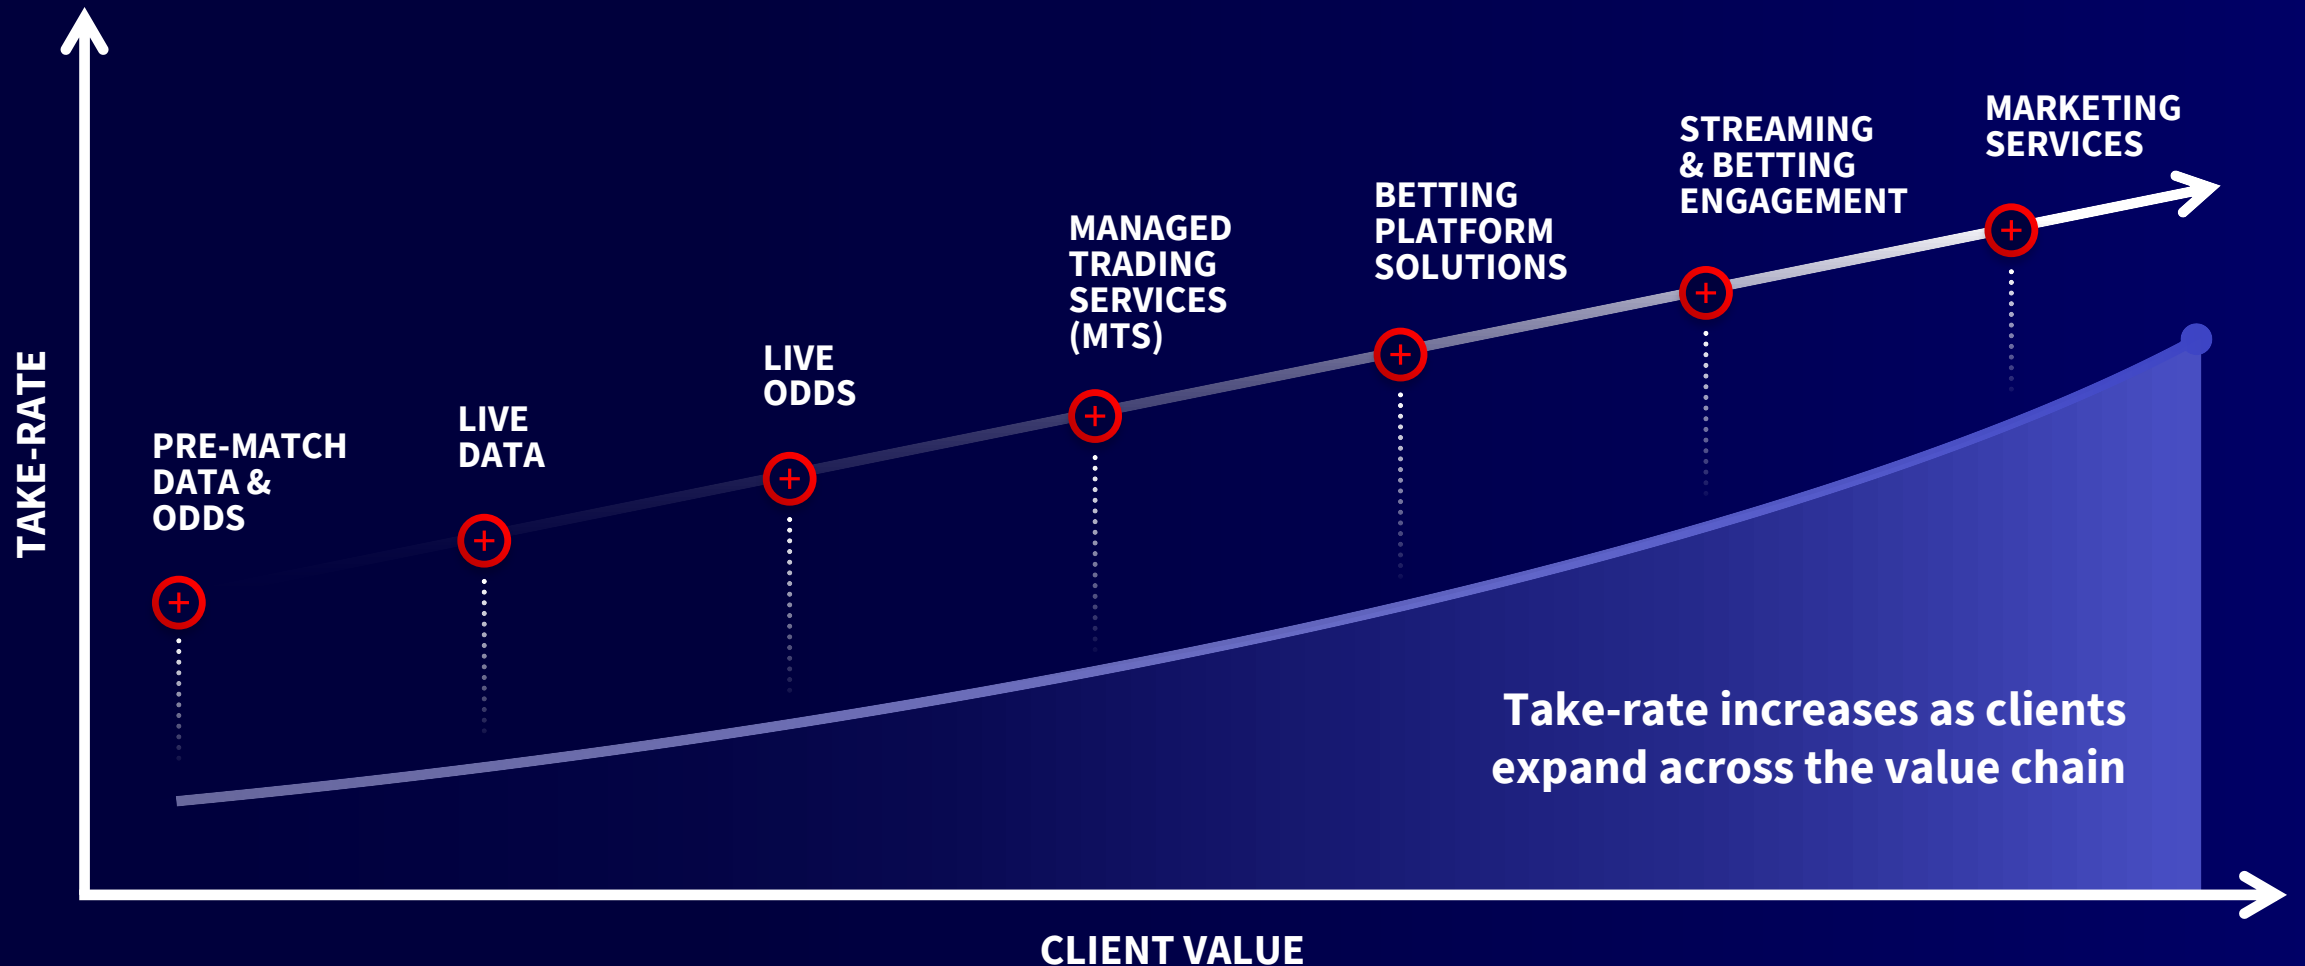 TAKE-RATE
PRE-MATCH
DATA &
ODDS
LIVE
DATA
LIVE
ODDS
MANAGED
TRADING
SERVICES
(MTS)
BETTING
PLATFORM
SOLUTIONS
STREAMING
& BETTING
ENGAGEMENT
MARKETING
SERVICES
Take-rate increases as clients
expand across the value chain
CLIENT VALUE